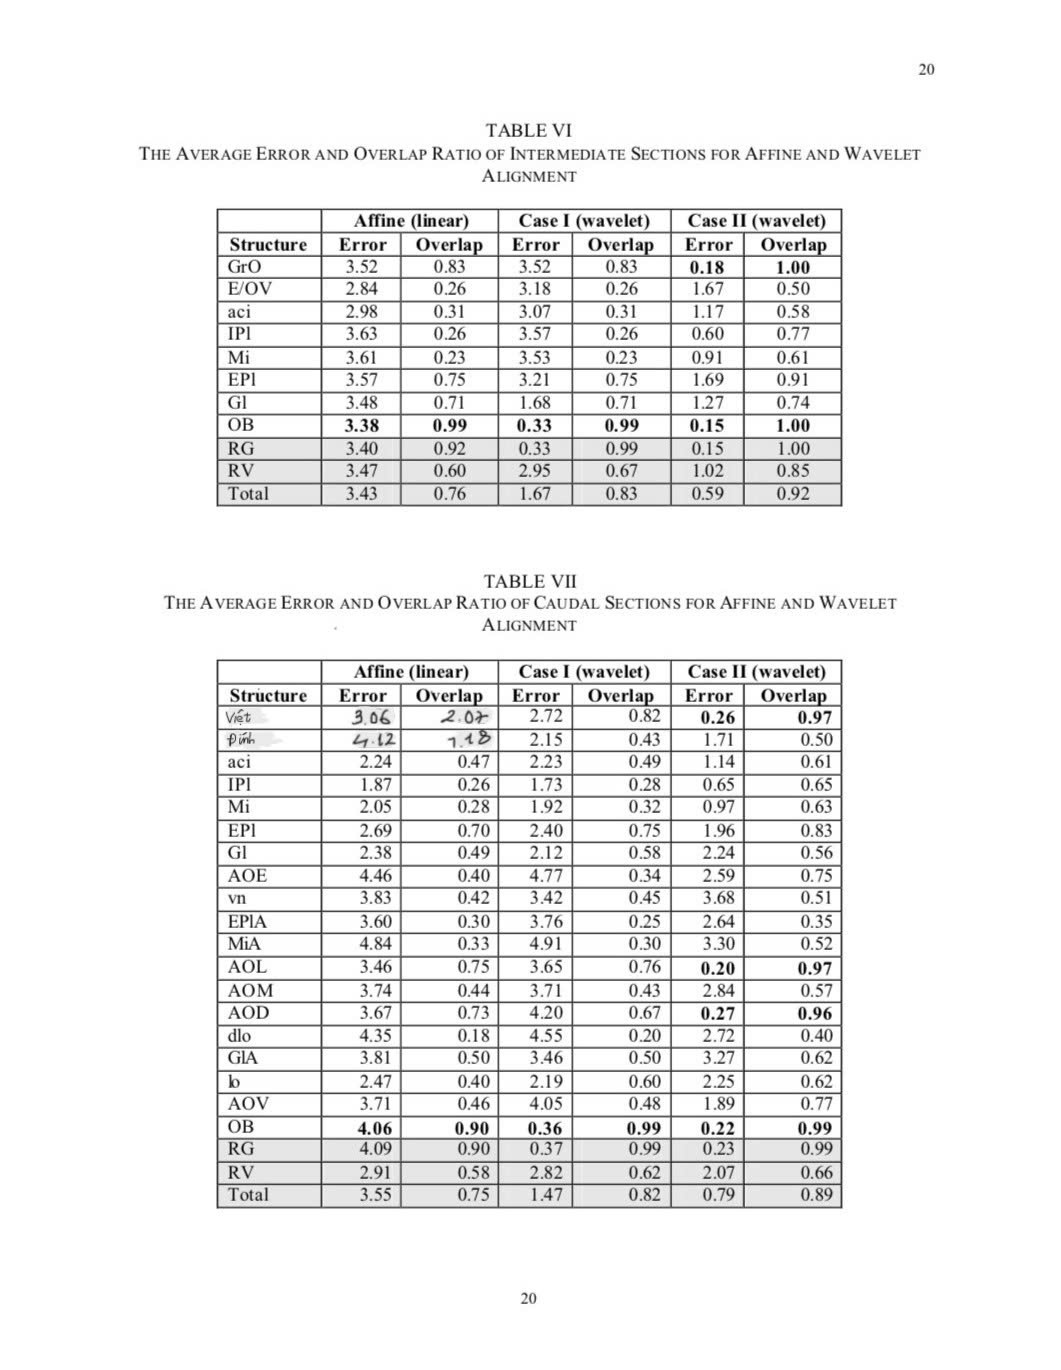 20
TABLE VI
THE AVERAGE ERROR AND OVERLAP RATIO OF INTERMEDIATE SECTIONS FOR AFFINE AND WAVELET
ALIGNMENT
Affine (linear) Case I (wavelet) Case II (wavelet)
Structure Error Overlap Error Overlap Error Overlap
GrO 3.52 0.83 3.52 0.83 0.18 1.00
E/OV 2.84 0.26 3.18 0.26 1.67 0.50
aci 2.98 0.31 3.07 0.31 1.17 0.58
IPl 3.63 0.26 3.57 0.26 0.60 0.77
Mi 3.61 0.23 3.53 0.23 0.91 0.61
EPl 3.57 0.75 3.21 0.75 1.69 0.91
Gl 3.48 0.71 1.68 0.71 1.27 0.74
OB 3.38 0.99 0.33 0.99 0.15 1.00
RG 3.40 0.92 0.33 0.99 0.15 1.00
RV 3.47 0.60 2.95 0.67 1.02 0.85
Total 3.43 0.76 1.67 0.83 0.59 0.92
TABLE VII
THE AVERAGE ERROR AND OVERLAP RATIO OF CAUDAL SECTIONS FOR AFFINE AND WAVELET
ALIGNMENT
Affine (linear) Case I (wavelet) Case II (wavelet)
Structure Error Overlap Error Overlap Error Overlap
Việt 3.06 2.07 2.72 0.82 0.26 0.97
Đình 4.12 1.18 2.15 0.43 1.71 0.50
aci 2.24 0.47 2.23 0.49 1.14 0.61
IPl 1.87 0.26 1.73 0.28 0.65 0.65
Mi 2.05 0.28 1.92 0.32 0.97 0.63
EPl 2.69 0.70 2.40 0.75 1.96 0.83
Gl 2.38 0.49 2.12 0.58 2.24 0.56
AOE 4.46 0.40 4.77 0.34 2.59 0.75
vn 3.83 0.42 3.42 0.45 3.68 0.51
EPlA 3.60 0.30 3.76 0.25 2.64 0.35
MiA 4.84 0.33 4.91 0.30 3.30 0.52
AOL 3.46 0.75 3.65 0.76 0.20 0.97
AOM 3.74 0.44 3.71 0.43 2.84 0.57
AOD 3.67 0.73 4.20 0.67 0.27 0.96
dlo 4.35 0.18 4.55 0.20 2.72 0.40
GlA 3.81 0.50 3.46 0.50 3.27 0.62
lo 2.47 0.40 2.19 0.60 2.25 0.62
AOV 3.71 0.46 4.05 0.48 1.89 0.77
OB 4.06 0.90 0.36 0.99 0.22 0.99
RG 4.09 0.90 0.37 0.99 0.23 0.99
RV 2.91 0.58 2.82 0.62 2.07 0.66
Total 3.55 0.75 1.47 0.82 0.79 0.89
20